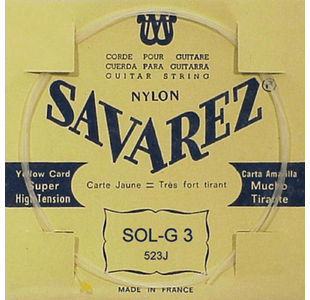 CORDE POUR GUITARE
CUERDA PARA GUITARRA
GUITAR STRING
NYLON
SAVAREZ ®
Yellow Card
Super
High Tension
Carte Jaune = Très fort tirant
Carta Amarilla
Mucho
Tirante
SOL-G 3
523J
MADE IN FRANCE